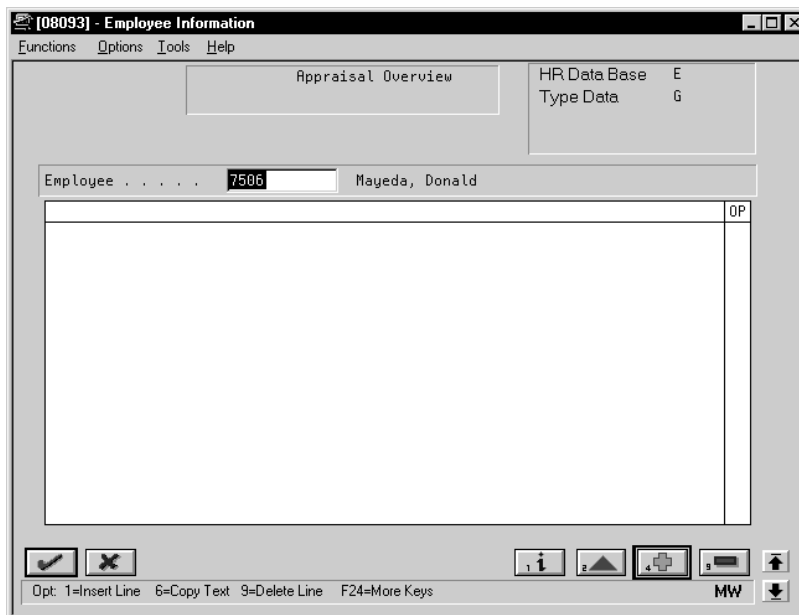 [08093] - Employee Information
Functions Options Tools Help
Appraisal Overview
HR Data Base E
Type Data G
Employee . . . . . 7506 Mayeda, Donald
OP
1 i 2 4 9
Opt: 1=Insert Line 6=Copy Text 9=Delete Line F24=More Keys MW